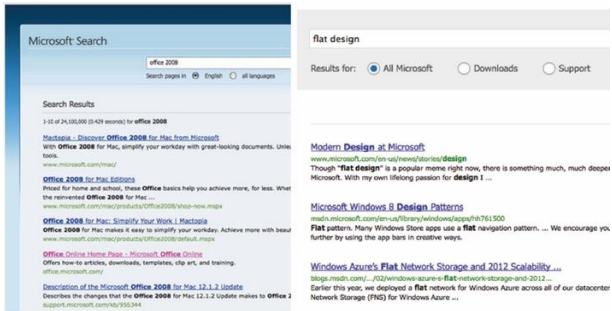 Microsoft Search
office 2008
Search pages in English all languages
Search Results
1-10 of 24,100,000 (0.429 seconds) for office 2008
Mactopia - Discover Office 2008 for Mac from Microsoft
With Office 2008 for Mac, simplify your workday with great-looking documents.
tools.
www.microsoft.com/mac/
Office 2008 for Mac Editions
Priced for home and school, these Office basics help you achieve more, for less.
the reinvented Office 2008 for Mac ...
www.microsoft.com/mac/products/Office2008/shop-now.mspx
Office 2008 for Mac: Simplify Your Work | Mactopia
Office 2008 for Mac makes it easy to simplify your workday. Achieve more with
www.microsoft.com/mac/products/Office2008/default.mspx
Office Online Home Page - Microsoft Office Online
Offers how-to articles, downloads, templates, clip art, and training.
office.microsoft.com/
Description of the Microsoft Office 2008 for Mac 12.1.2 Update
Describes the changes that the Office 2008 for Mac 12.1.2 Update makes to Office 2
support.microsoft.com/kb/955344
flat design
Results for: All Microsoft Downloads Support
Modern Design at Microsoft
www.microsoft.com/en-us/news/stories/design
Though "flat design" is a popular meme right now, there is something much, much deeper
Microsoft. With my own lifelong passion for design I ...
Microsoft Windows 8 Design Patterns
msdn.microsoft.com/en-us/library/windows/apps/hh761500
Flat pattern. Many Windows Store apps use a flat navigation pattern. ... We encourage you
further by using the app bars in creative ways.
Windows Azure's Flat Network Storage and 2012 Scalability ...
blogs.msdn.com/.../02/windows-azure-s-flat-network-storage-and-2012...
Earlier this year, we deployed a flat network for Windows Azure across all of our datacenter
Network Storage (FNS) for Windows Azure ...